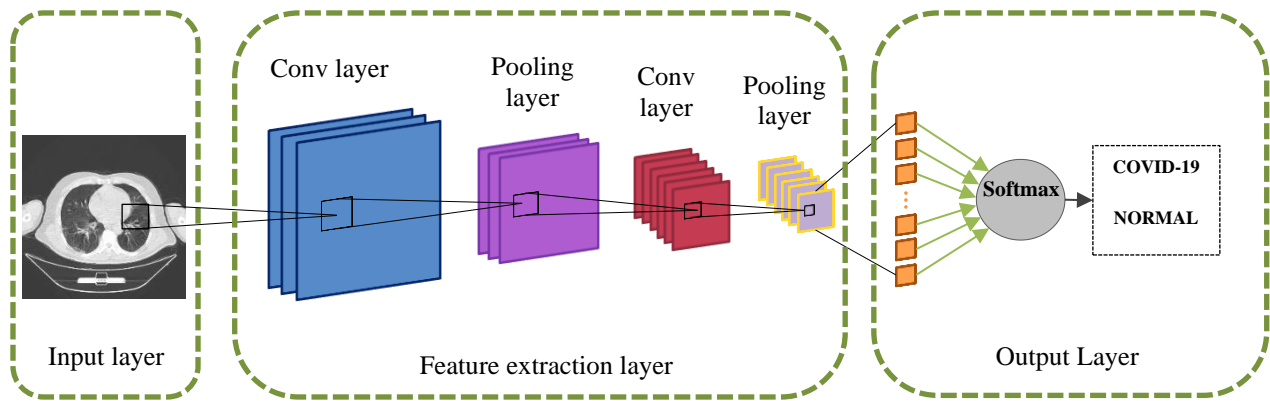 Conv layer
Pooling
layer
Conv
layer
Pooling
layer
Softmax
COVID-19
NORMAL
Input layer
Feature extraction layer
Output Layer